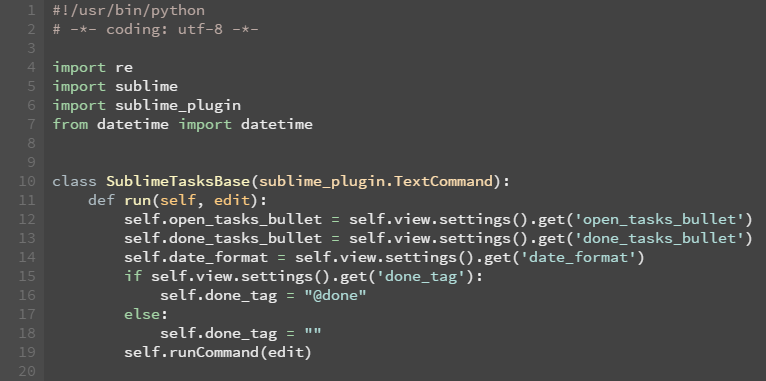 1 #!/usr/bin/python
2 # -*- coding: utf-8 -*-
3
4 import re
5 import sublime
6 import sublime_plugin
7 from datetime import datetime
8
9
10 class SublimeTasksBase(sublime_plugin.TextCommand):
11     def run(self, edit):
12         self.open_tasks_bullet = self.view.settings().get('open_tasks_bullet')
13         self.done_tasks_bullet = self.view.settings().get('done_tasks_bullet')
14         self.date_format = self.view.settings().get('date_format')
15         if self.view.settings().get('done_tag'):
16             self.done_tag = "@done"
17         else:
18             self.done_tag = ""
19         self.runCommand(edit)
20